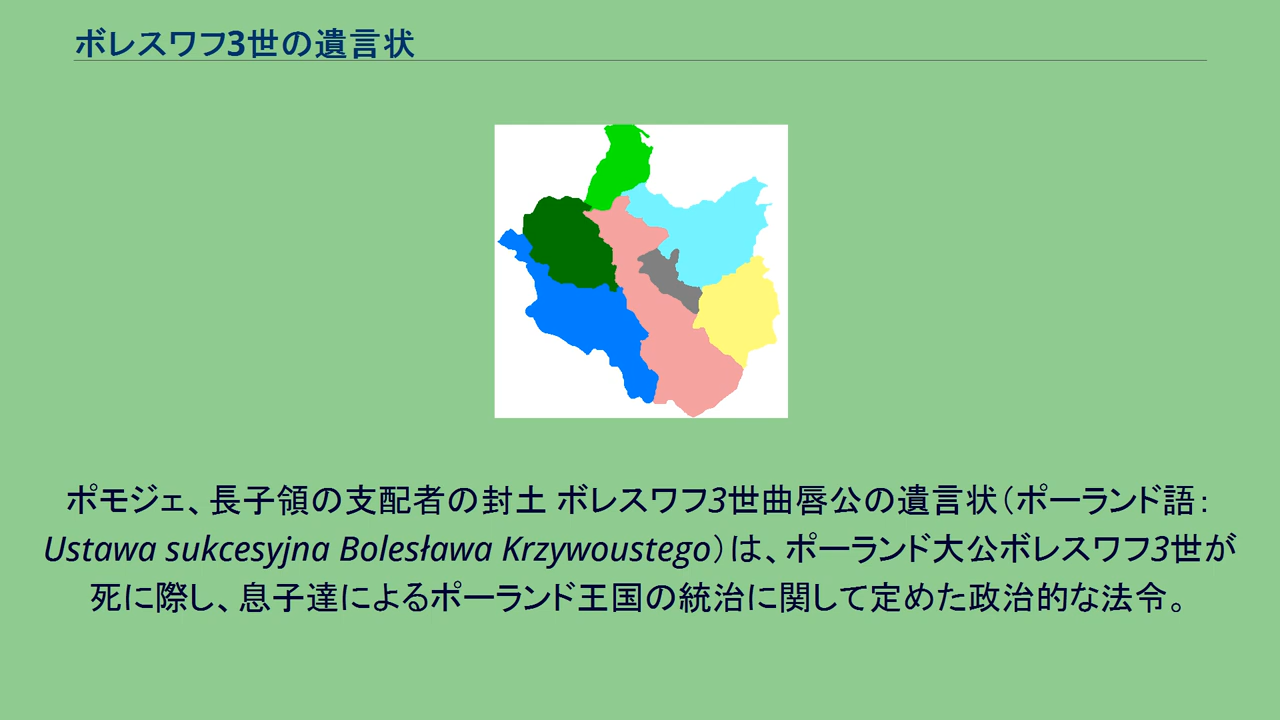 ボレスワフ3世の遺言状
ポモジェ、長子領の支配者の封土 ボレスワフ3世曲唇公の遺言状（ポーランド語：
Ustawa sukcesyjna Bolesława Krzywoustego）は、ポーランド大公ボレスワフ3世が
死に際し、息子達によるポーランド王国の統治に関して定めた政治的な法令。